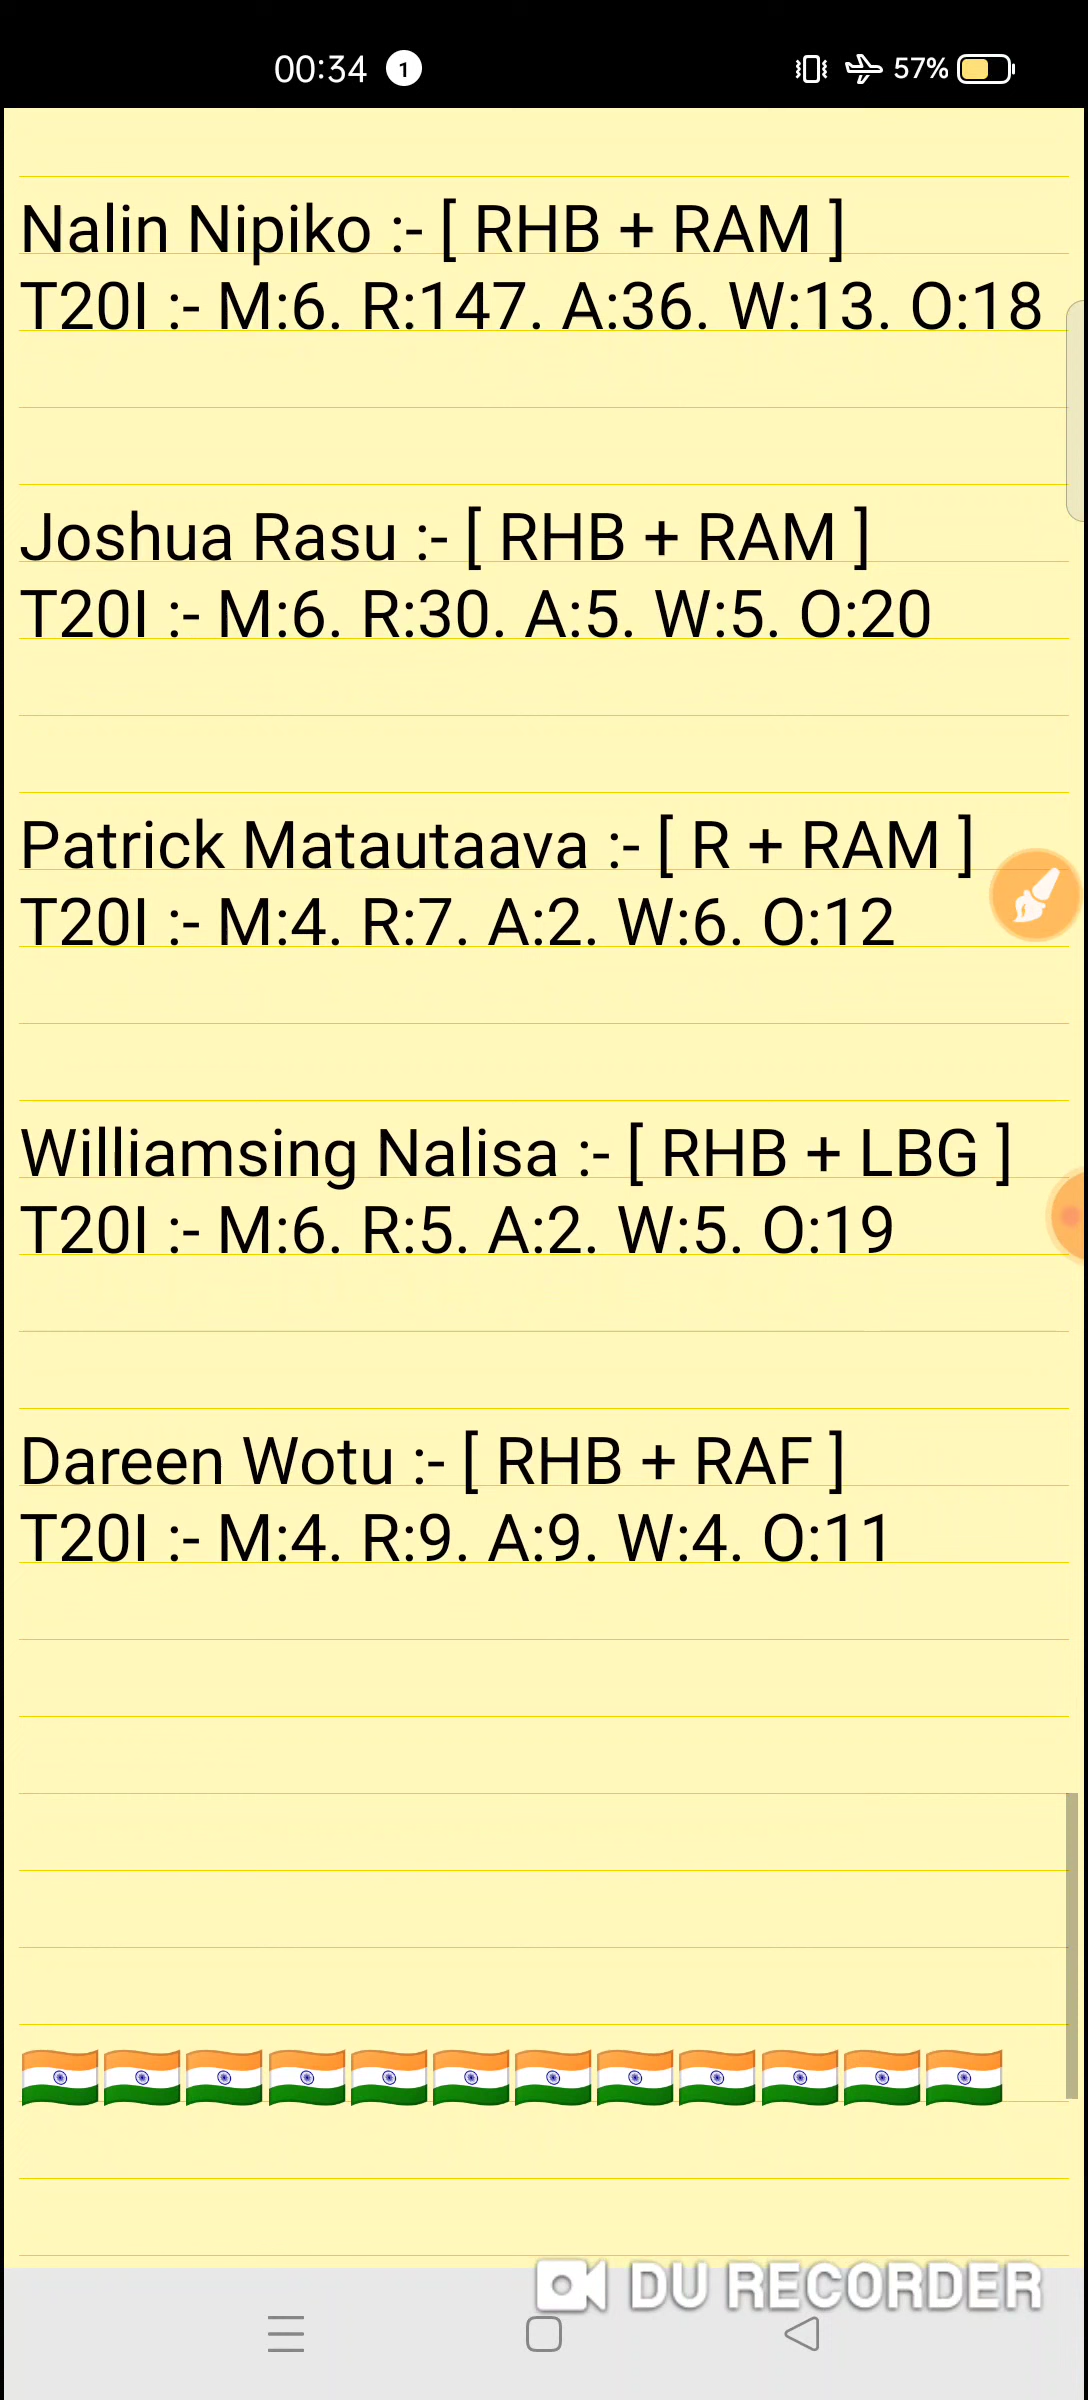 00:34 1 57%
Nalin Nipiko :- [ RHB + RAM ]
T20I :- M:6. R:147. A:36. W:13. O:18
Joshua Rasu :- [ RHB + RAM ]
T20I :- M:6. R:30. A:5. W:5. O:20
Patrick Matautaava :- [ R + RAM ]
T20I :- M:4. R:7. A:2. W:6. O:12
Williamsing Nalisa :- [ RHB + LBG ]
T20I :- M:6. R:5. A:2. W:5. O:19
Dareen Wotu :- [ RHB + RAF ]
T20I :- M:4. R:9. A:9. W:4. O:11
🇮🇳🇮🇳🇮🇳🇮🇳🇮🇳🇮🇳🇮🇳🇮🇳🇮🇳🇮🇳🇮🇳🇮🇳
DU RECORDER